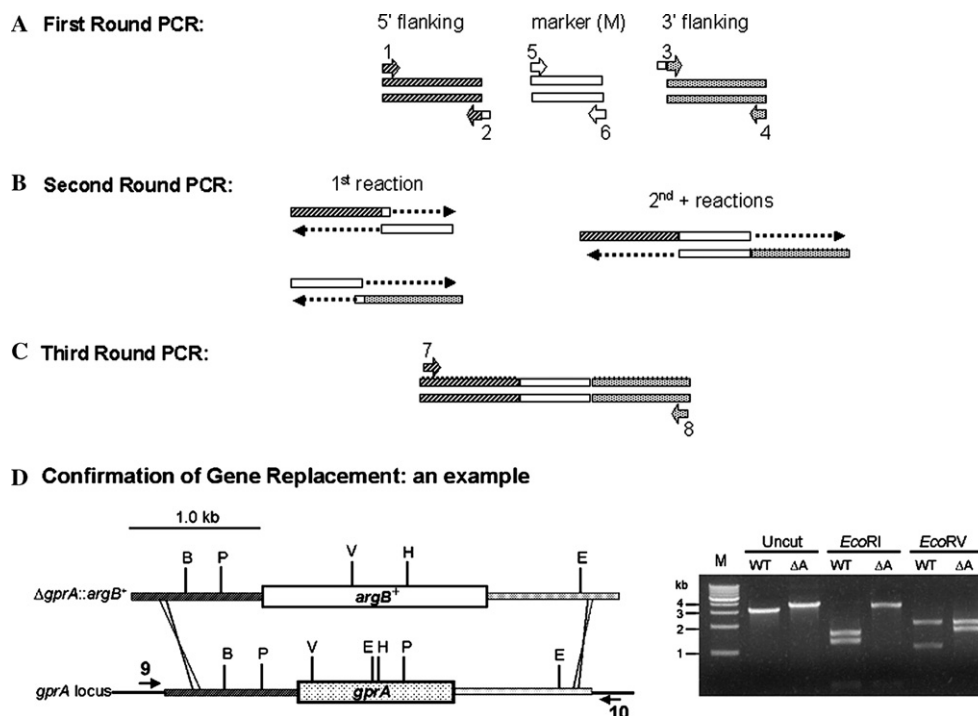 A First Round PCR:
5' flanking marker (M) 3' flanking
1 5 3
2 6 4
B Second Round PCR:
1st reaction
2nd + reactions
C Third Round PCR:
7
8
D Confirmation of Gene Replacement: an example
1.0 kb
B P V H E
ΔgprA::argB+
argB+
9 B P V E H P E
gprA locus
gprA
10
Uncut EcoRI EcoRV
M WT ΔA WT ΔA WT ΔA
kb
4
3
2
1